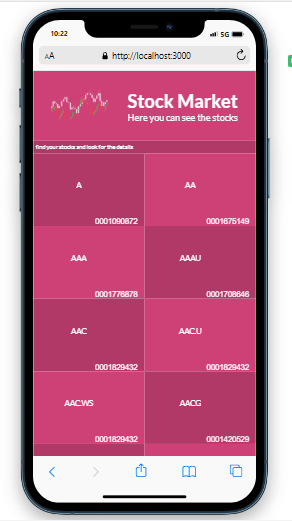 10:22
5G
AA
http://localhost:3000
Stock Market
Here you can see the stocks
find your stocks and look for the details
A
AA
0001090872
0001675149
AAA
AAAU
0001776878
0001708646
AAC
AAC.U
0001829432
0001829432
AAC.WS
AACG
0001829432
0001420529